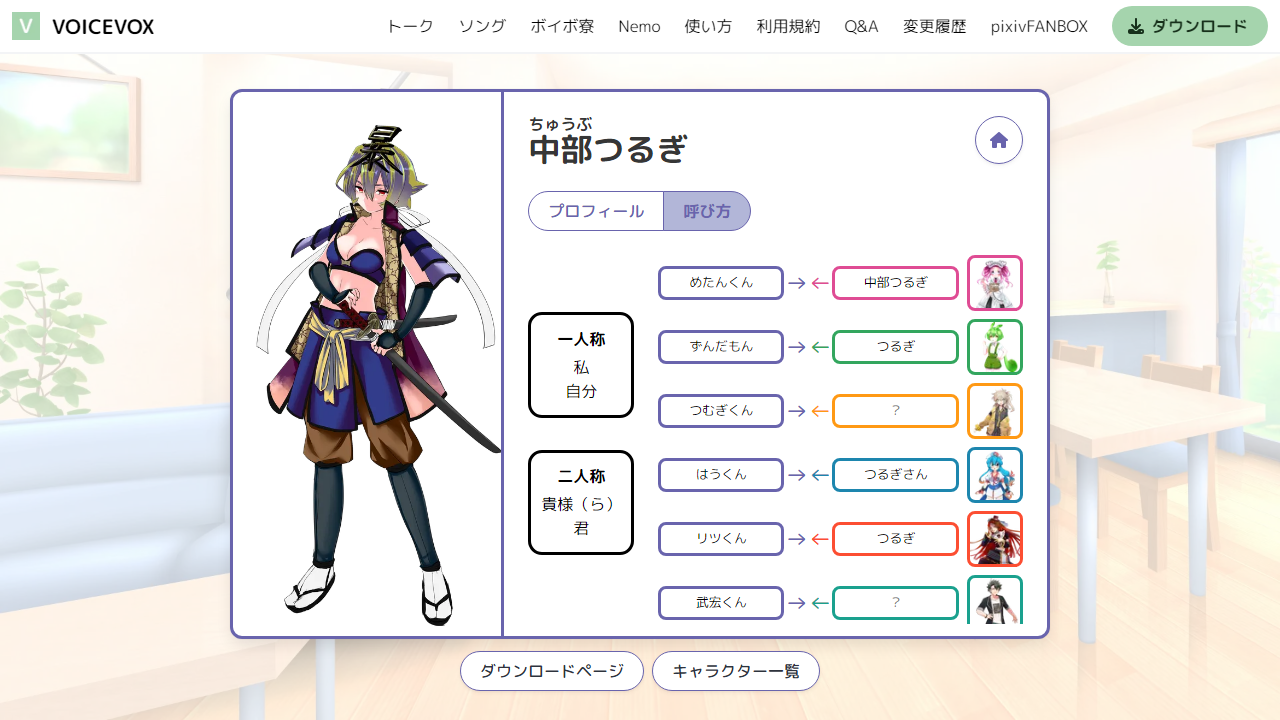 V VOICEVOX トーク ソング ボイボ寮 Nemo 使い方 利用規約 Q&A 変更履歴 pixivFANBOX ダウンロード
暴
ちゅうぶ
中部つるぎ
プロフィール 呼び方
一人称
私
自分
二人称
貴様（ら）
君
めたんくん → ← 中部つるぎ
ずんだもん → ← つるぎ
つむぎくん → ← ？
はうくん → ← つるぎさん
リツくん → ← つるぎ
武宏くん → ← ？
ダウンロードページ キャラクター一覧